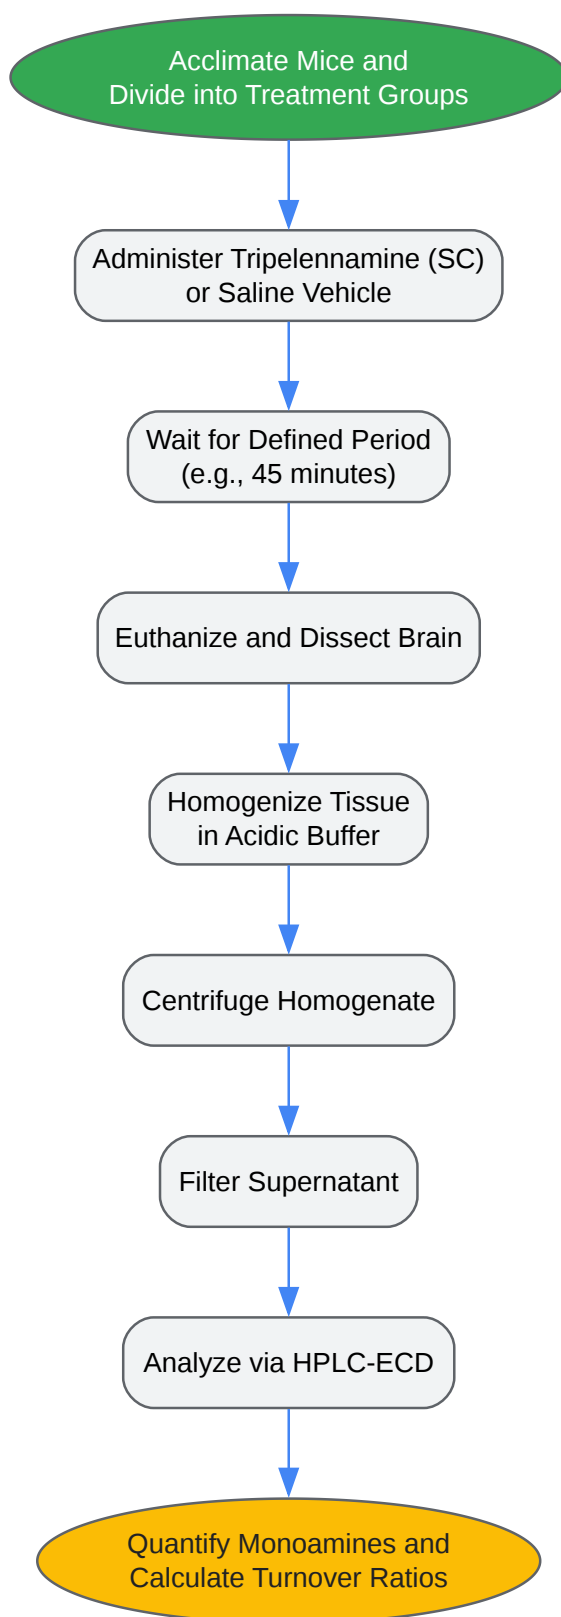 Acclimate Mice and
Divide into Treatment Groups
Administer Tripelennamine (SC)
or Saline Vehicle
Wait for Defined Period
(e.g., 45 minutes)
Euthanize and Dissect Brain
Homogenize Tissue
in Acidic Buffer
Centrifuge Homogenate
Filter Supernatant
Analyze via HPLC-ECD
Quantify Monoamines and
Calculate Turnover Ratios